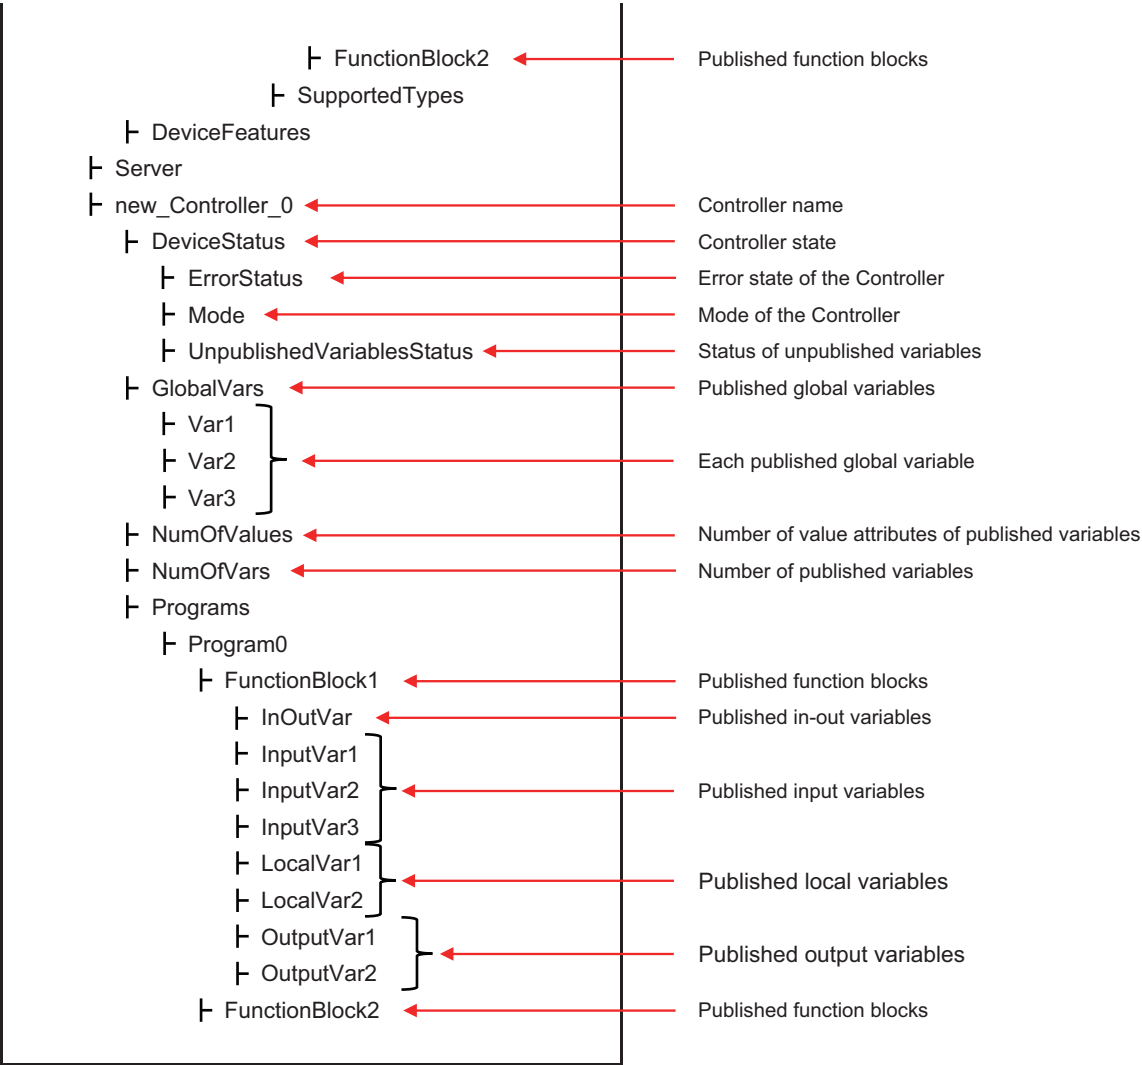 FunctionBlock2 Published function blocks
SupportedTypes
DeviceFeatures
Server
new_Controller_0 Controller name
DeviceStatus Controller state
ErrorStatus Error state of the Controller
Mode Mode of the Controller
UnpublishedVariablesStatus Status of unpublished variables
GlobalVars Published global variables
Var1
Var2 Each published global variable
Var3
NumOfValues Number of value attributes of published variables
NumOfVars Number of published variables
Programs
Program0
FunctionBlock1 Published function blocks
InOutVar Published in-out variables
InputVar1
InputVar2 Published input variables
InputVar3
LocalVar1
Published local variables
LocalVar2
OutputVar1
Published output variables
OutputVar2
FunctionBlock2 Published function blocks